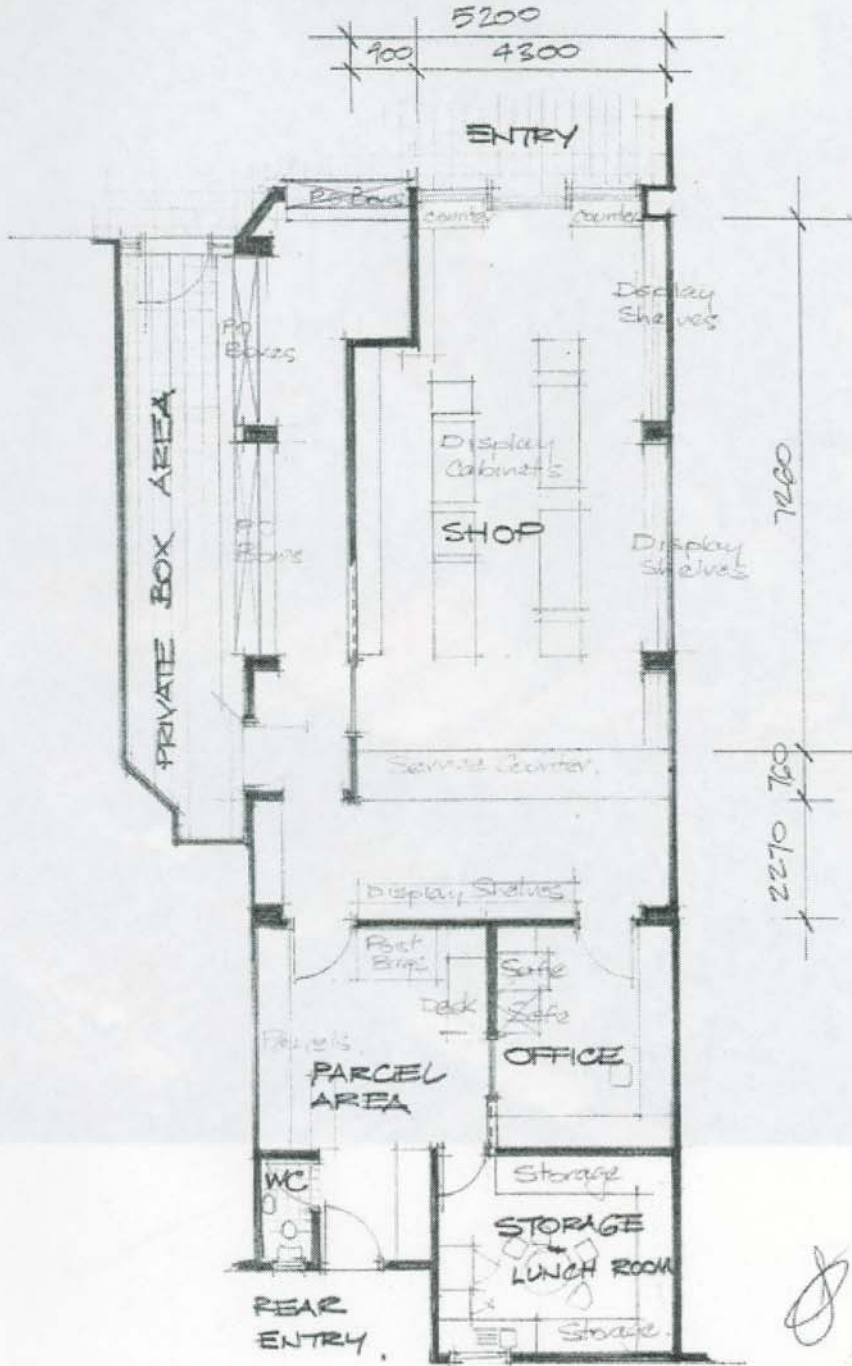 5200
900
4300
ENTRY
PO Boxes
counter
counter
Display
Shelves
PO
Boxes
PRIVATE BOX AREA
Display
Cabinets
SHOP
7260
PO
Boxes
Display
Shelves
Service Counter.
760
2270
Display Shelves
Post
Bags
Safe
Desk
Safe
Parcels
OFFICE
PARCEL
AREA
WC
Storage
STORAGE
LUNCH ROOM
REAR
ENTRY
Storage